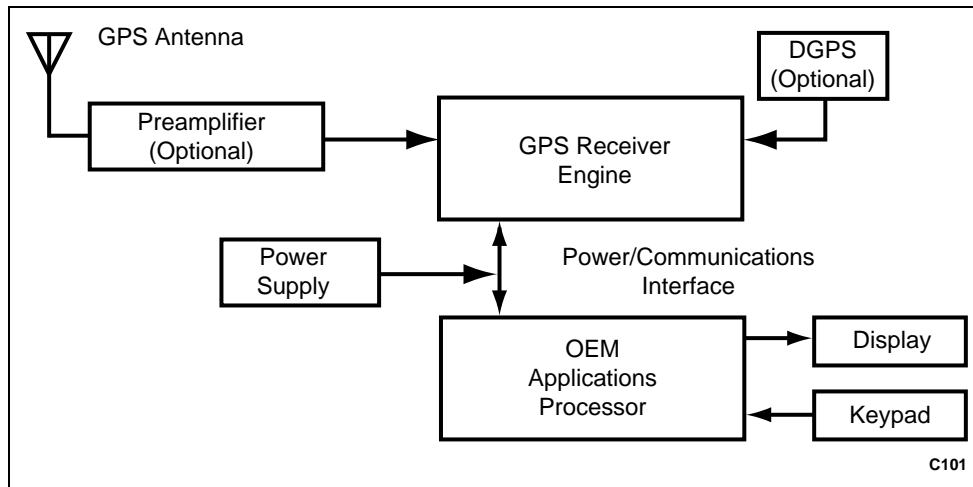 GPS Antenna
DGPS
(Optional)
Preamplifier
(Optional)
GPS Receiver
Engine
Power
Supply
Power/Communications
Interface
OEM
Applications
Processor
Display
Keypad
C101